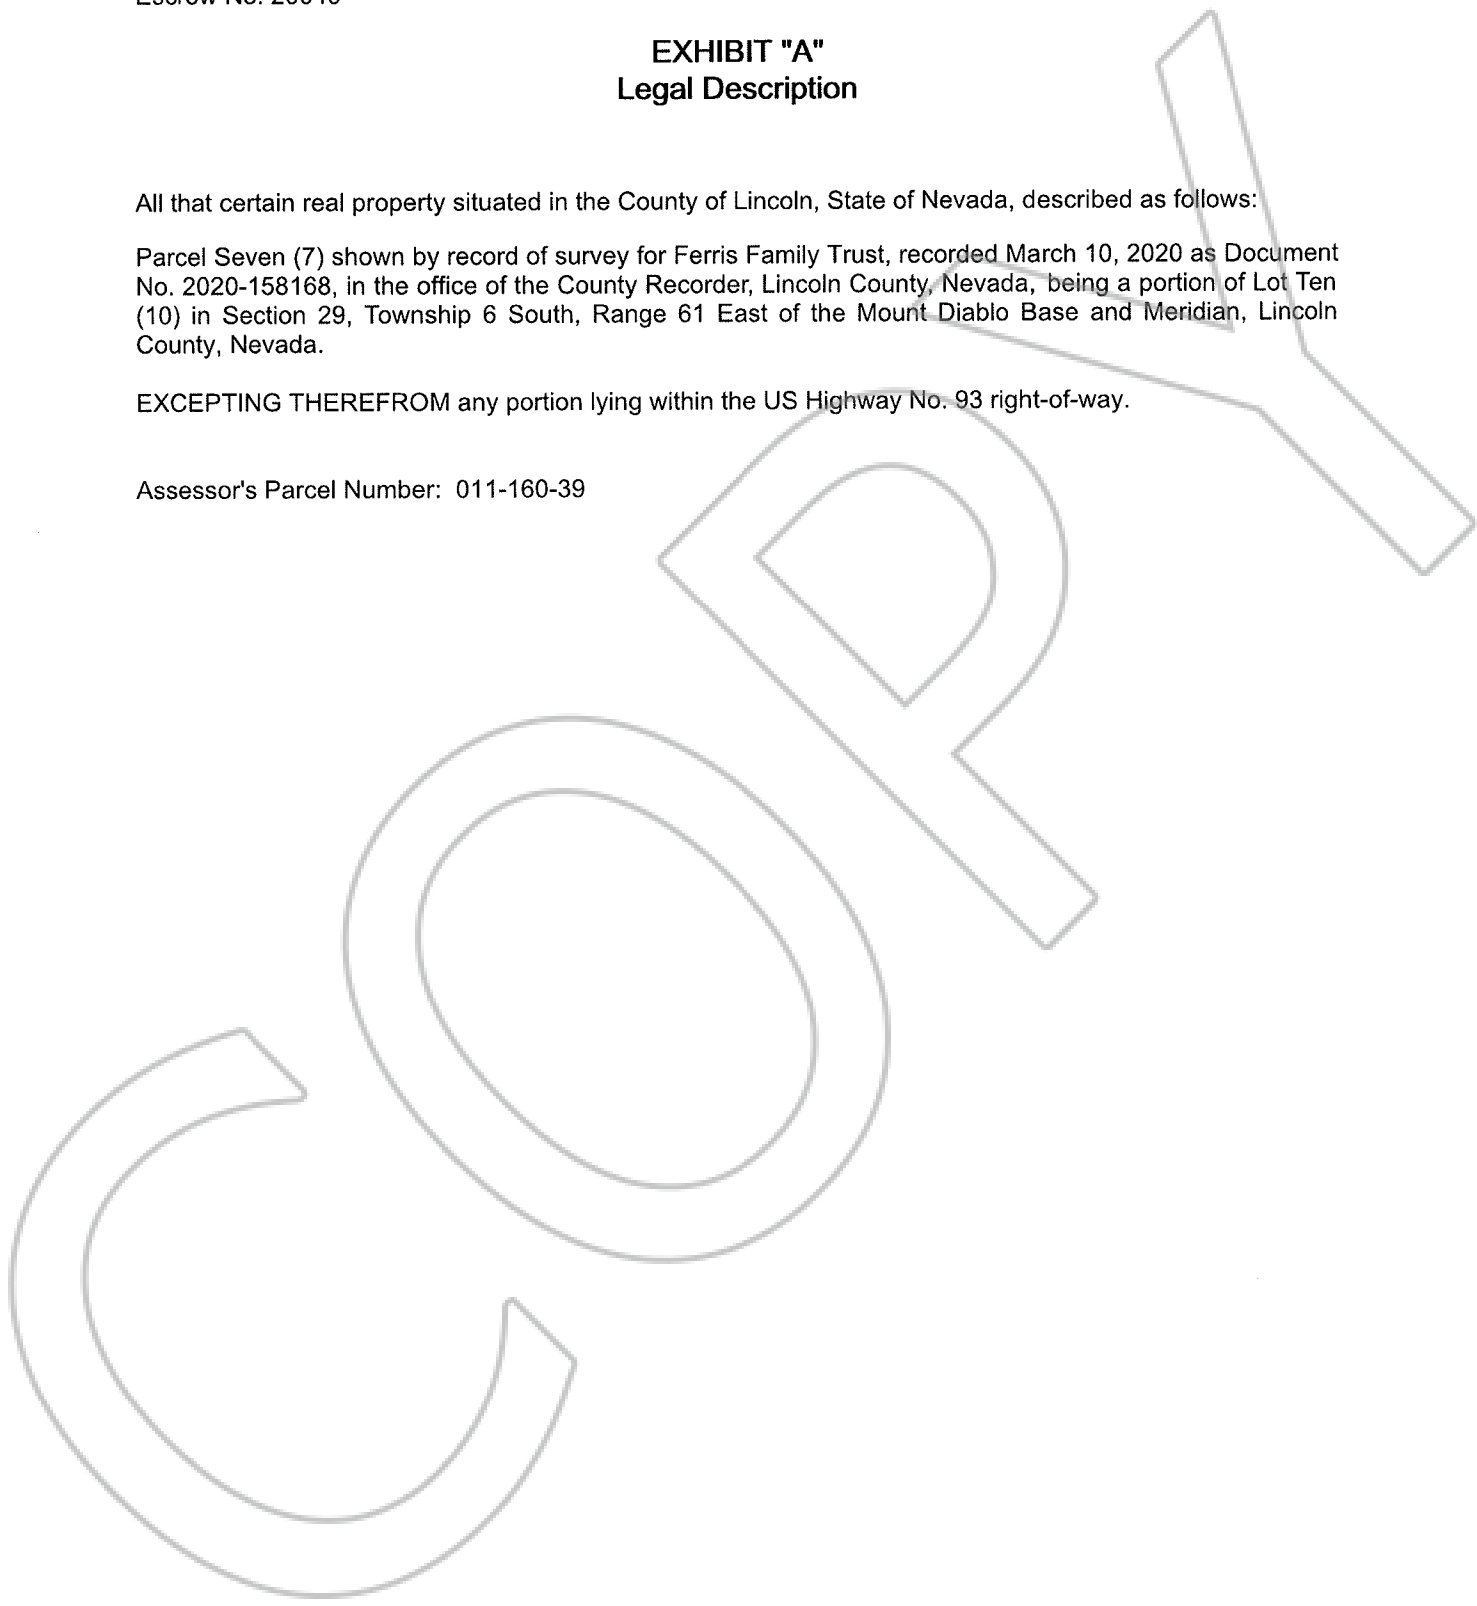 EXHIBIT "A"
Legal Description
All that certain real property situated in the County of Lincoln, State of Nevada, described as follows:
Parcel Seven (7) shown by record of survey for Ferris Family Trust, recorded March 10, 2020 as Document
No. 2020-158168, in the office of the County Recorder, Lincoln County, Nevada, being a portion of Lot Ten
(10) in Section 29, Township 6 South, Range 61 East of the Mount Diablo Base and Meridian, Lincoln
County, Nevada.
EXCEPTING THEREFROM any portion lying within the US Highway No. 93 right-of-way.
Assessor's Parcel Number: 011-160-39
COPY